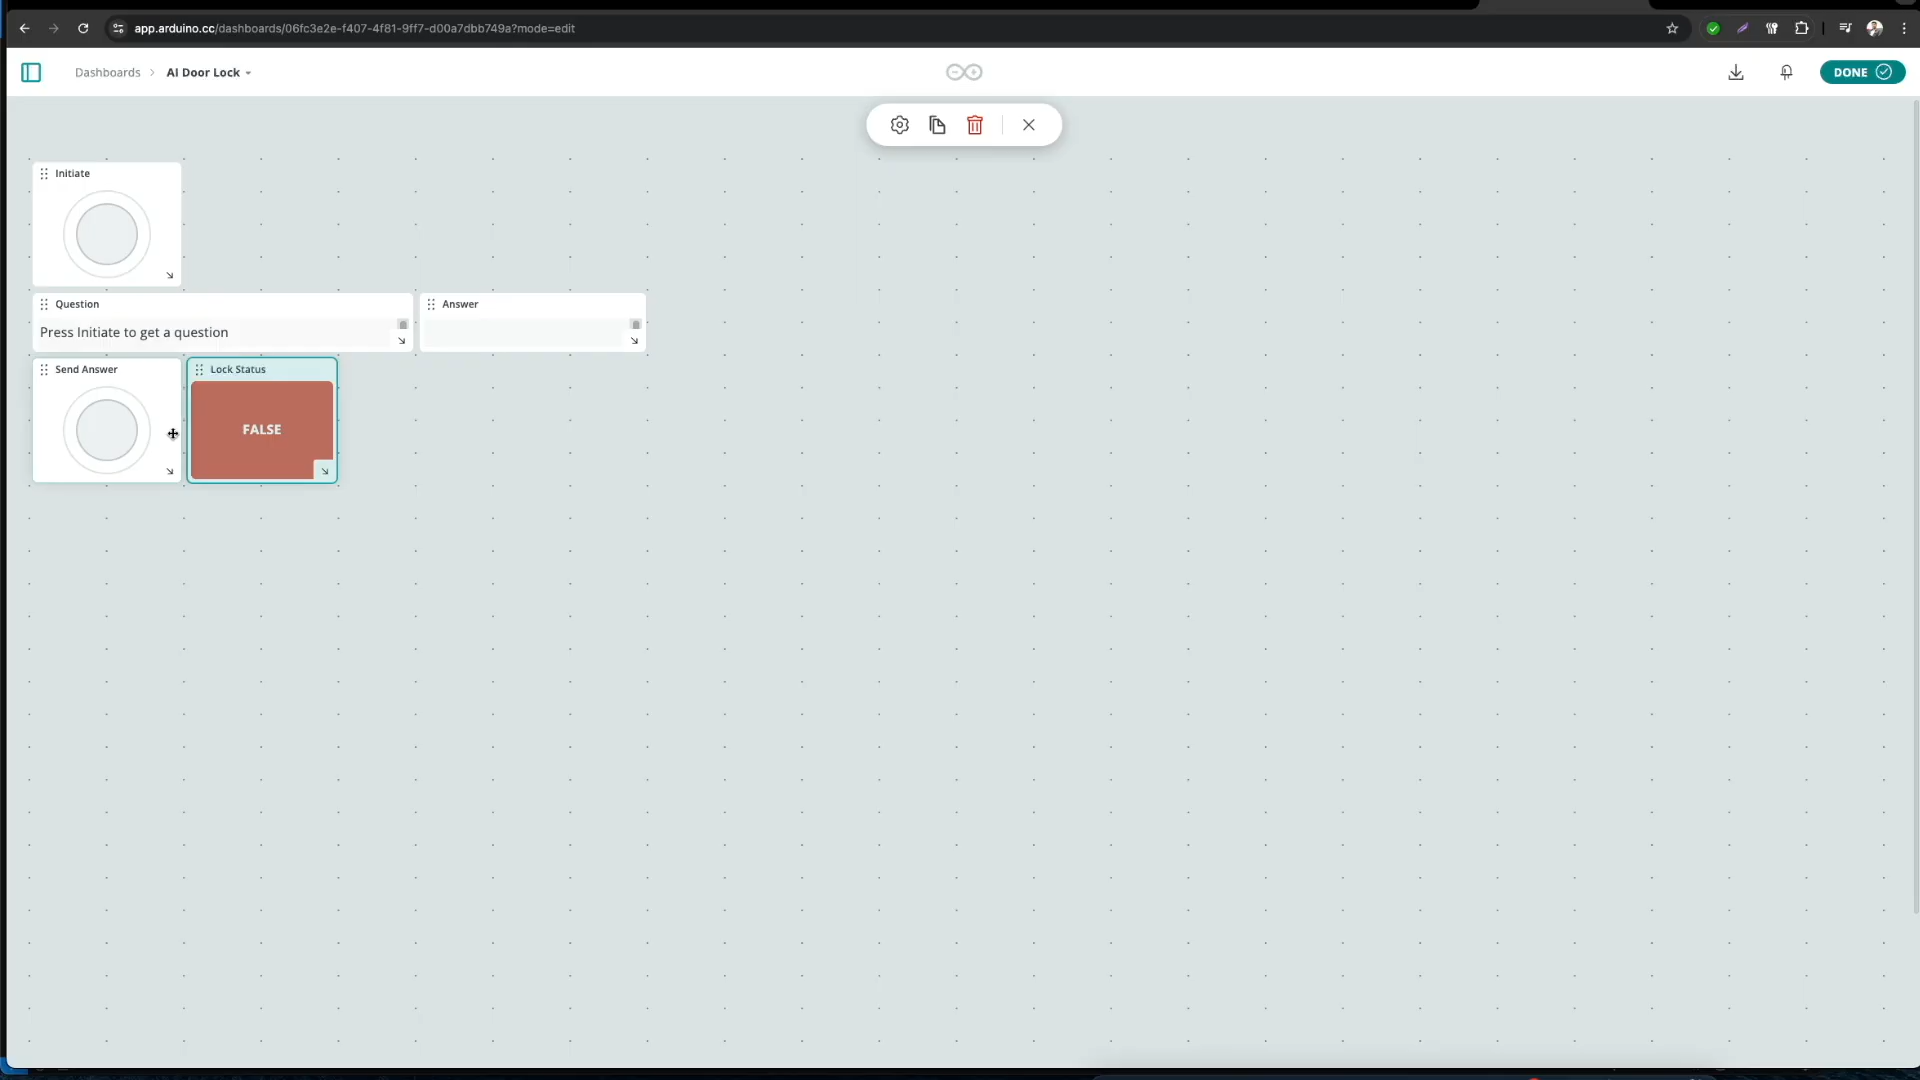 app.arduino.cc/dashboards/06fc3e2e-f407-4f81-9ff7-d00a7dbb749a?mode=edit
Dashboards > AI Door Lock
DONE
Initiate
Question
Answer
Press Initiate to get a question
Send Answer
Lock Status
FALSE